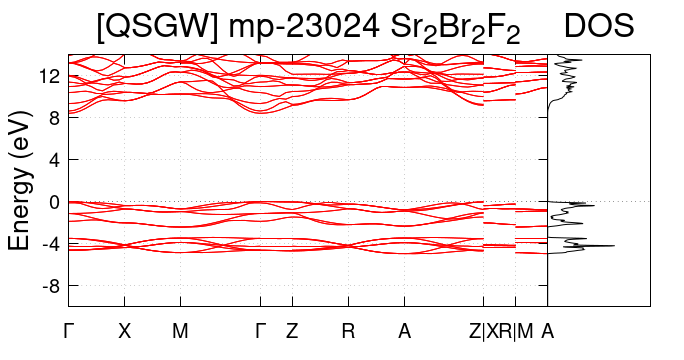 [QSGW] mp-23024 Sr₂Br₂F₂ DOS
Energy (eV)
12
8
4
0
-4
-8
Γ X M Γ Z R A Z|XR|M A